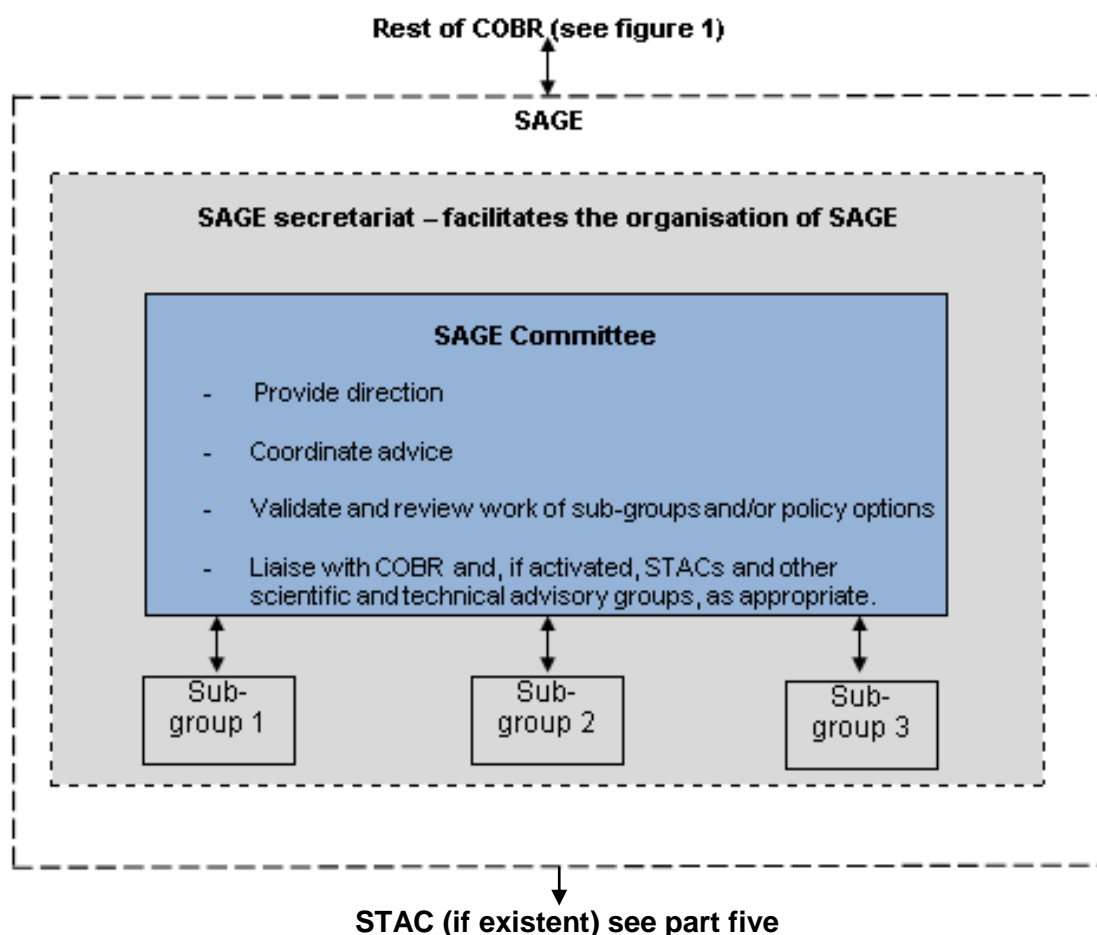 Rest of COBR (see figure 1)
SAGE
SAGE secretariat – facilitates the organisation of SAGE
SAGE Committee
- Provide direction
- Coordinate advice
- Validate and review work of sub-groups and/or policy options
- Liaise with COBR and, if activated, STACs and other
scientific and technical advisory groups, as appropriate.
Sub-
group 1
Sub-
group 2
Sub-
group 3
STAC (if existent) see part five